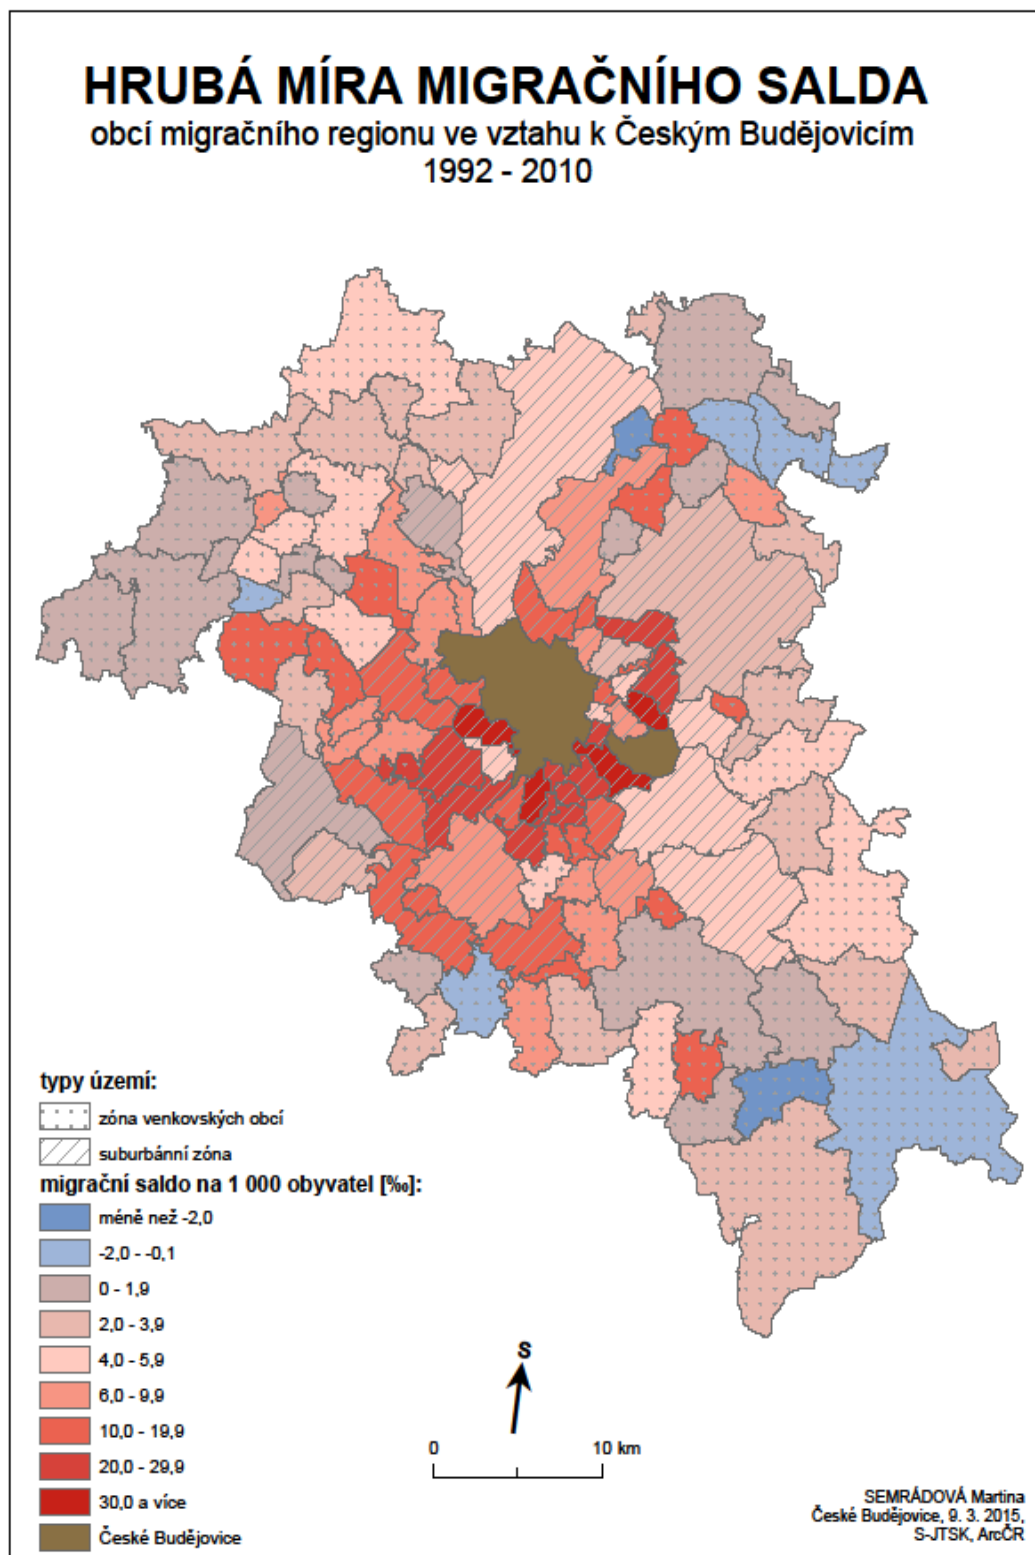 HRUBÁ MÍRA MIGRAČNÍHO SALDA
obcí migračního regionu ve vztahu k Českým Budějovicím
1992 - 2010
typy území:
zóna venkovských obcí
suburbánní zóna
migrační saldo na 1 000 obyvatel [‰]:
méně než -2,0
-2,0 - -0,1
0 - 1,9
2,0 - 3,9
4,0 - 5,9
6,0 - 9,9
10,0 - 19,9
20,0 - 29,9
30,0 a více
České Budějovice
S
0 10 km
SEMRÁDOVÁ Martina
České Budějovice, 9. 3. 2015,
S-JTSK, ArcČR